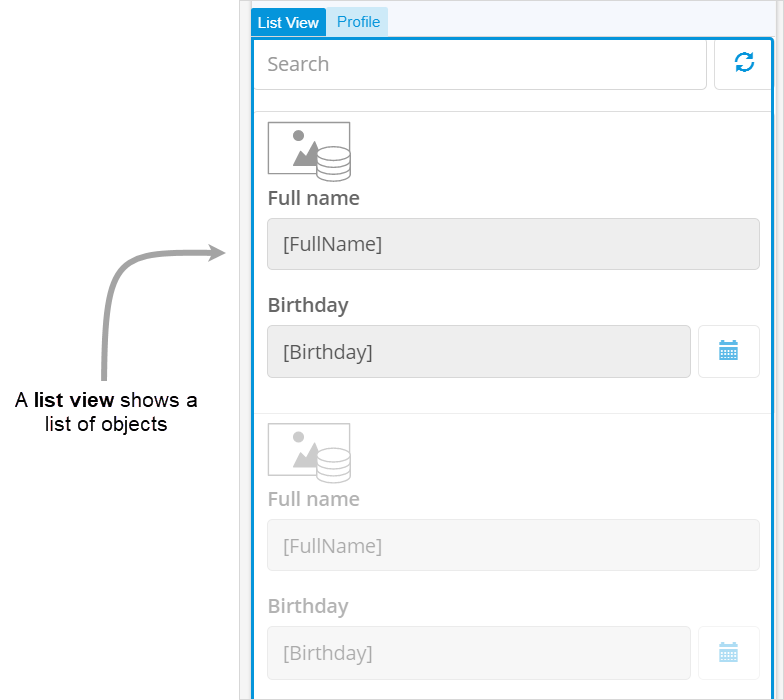 List View
Profile
Search
Full name
[FullName]
Birthday
[Birthday]
A list view shows a
list of objects
Full name
[FullName]
Birthday
[Birthday]